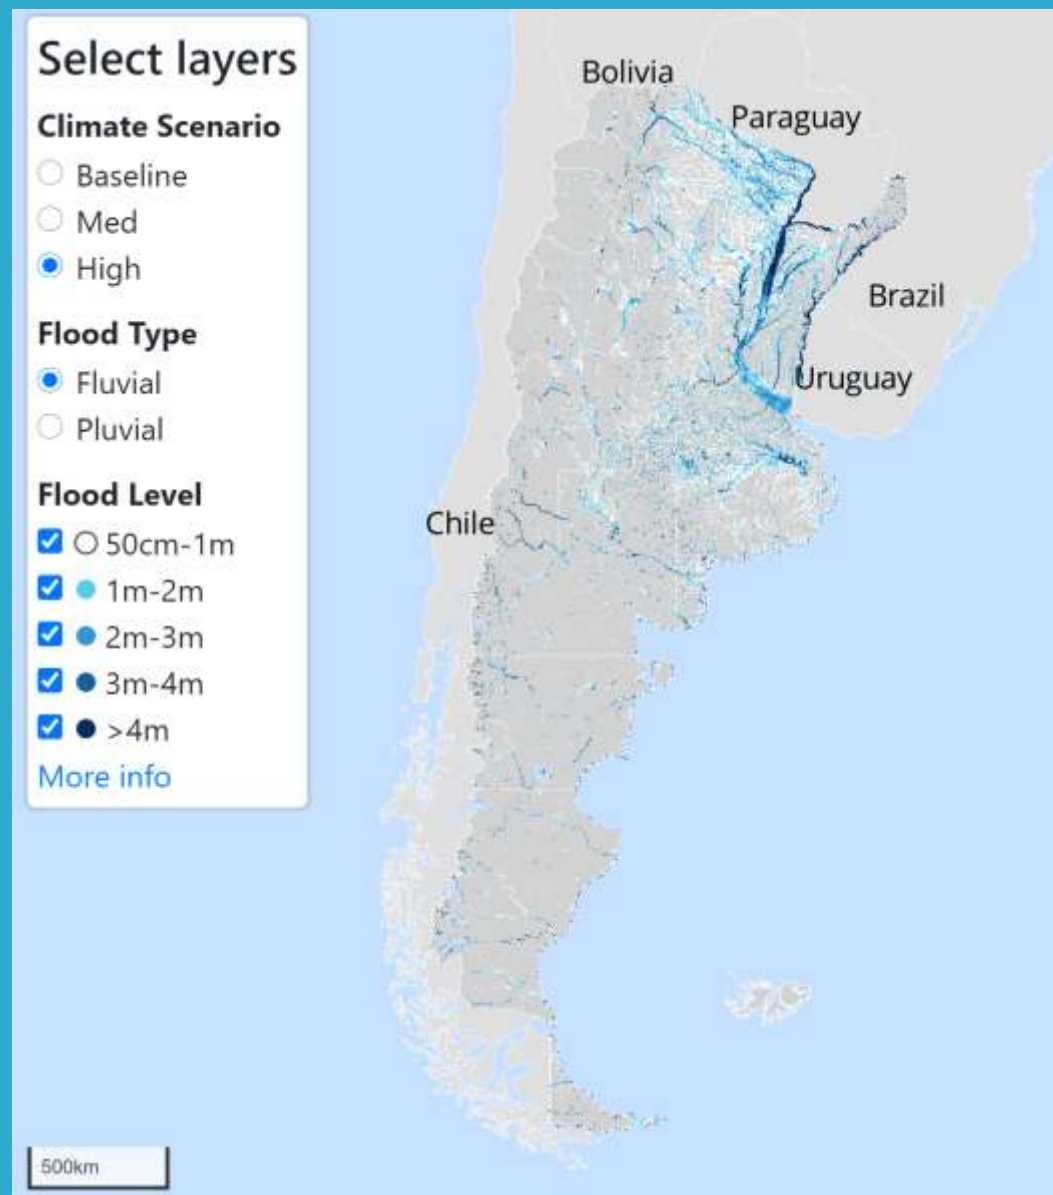 Select layers
Climate Scenario
Baseline
Med
High
Flood Type
Fluvial
Pluvial
Flood Level
50cm-1m
1m-2m
2m-3m
3m-4m
>4m
More info
Bolivia
Paraguay
Brazil
Uruguay
Chile
500km